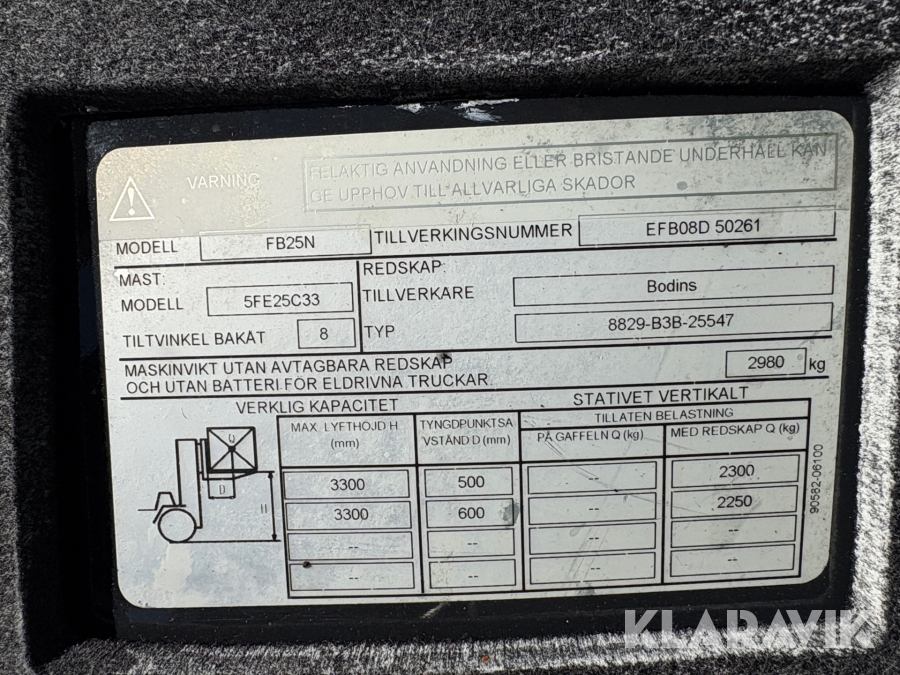 VARNING
FELAKTIG ANVANDNING ELLER BRISTANDE UNDERHALL KAN
GE UPPHOV TILL ALLVARLIGA SKADOR
MODELL FB25N TILLVERKINGSNUMMER EFB08D 50261
MAST: REDSKAP:
MODELL 5FE25C33 TILLVERKARE Bodins
TILTVINKEL BAKÅT 8 TYP 8829-B3B-25547
MASKINVIKT UTAN AVTAGBARA REDSKAP
OCH UTAN BATTERI FÖR ELDRIVNA TRUCKAR. 2980 kg
VERKLIG KAPACITET STATIVET VERTIKALT
MAX. LYFTHÖJD H (mm) TYNGDPUNKTSA VSTÅND D (mm) TILLATEN BELASTNING
PÅ GAFFELN Q (kg) MED REDSKAP Q (kg)
3300 500 -- 2300
3300 600 -- 2250
-- -- -- --
-- -- -- --
Q
D
H
90582-06100
KLARAVIK